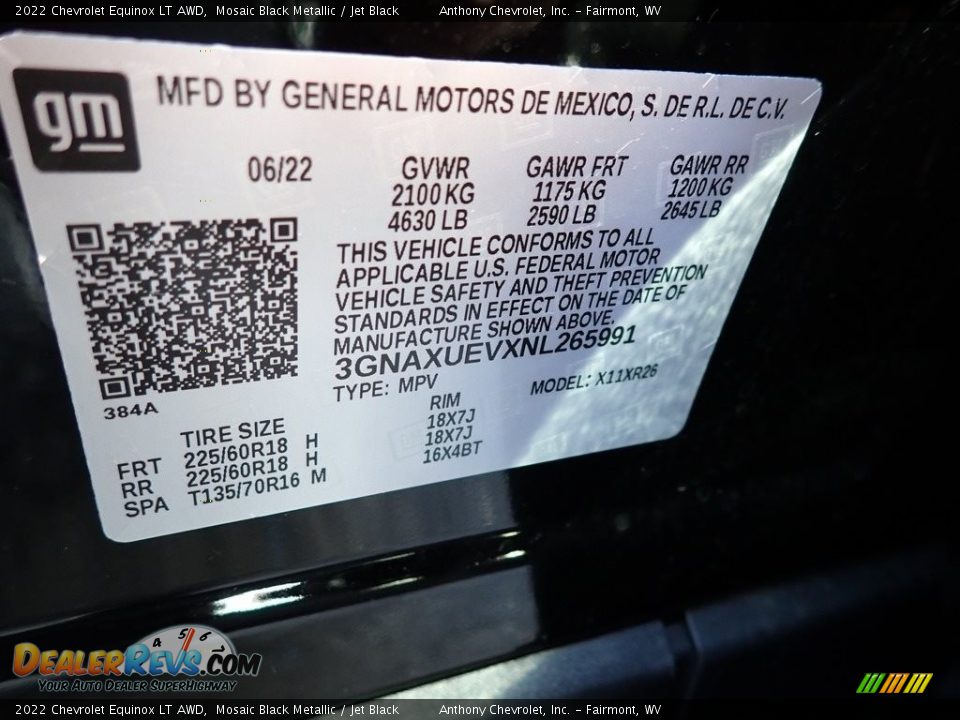 2022 Chevrolet Equinox LT AWD, Mosaic Black Metallic / Jet Black Anthony Chevrolet, Inc. - Fairmont, WV
gm MFD BY GENERAL MOTORS DE MEXICO, S. DE R.L. DE C.V.
06/22 GVWR GAWR FRT GAWR RR
2100 KG 1175 KG 1200 KG
4630 LB 2590 LB 2645 LB
THIS VEHICLE CONFORMS TO ALL
APPLICABLE U.S. FEDERAL MOTOR
VEHICLE SAFETY AND THEFT PREVENTION
STANDARDS IN EFFECT ON THE DATE OF
MANUFACTURE SHOWN ABOVE.
3GNAXUEVXNL265991
TYPE: MPV MODEL: X11XR26
384A
TIRE SIZE RIM
FRT 225/60R18 H 18X7J
RR 225/60R18 H 18X7J
SPA T135/70R16 M 16X4BT
4 5 6
DEALERREVS.COM
YOUR AUTO DEALER SUPERHIGHWAY
2022 Chevrolet Equinox LT AWD, Mosaic Black Metallic / Jet Black Anthony Chevrolet, Inc. - Fairmont, WV